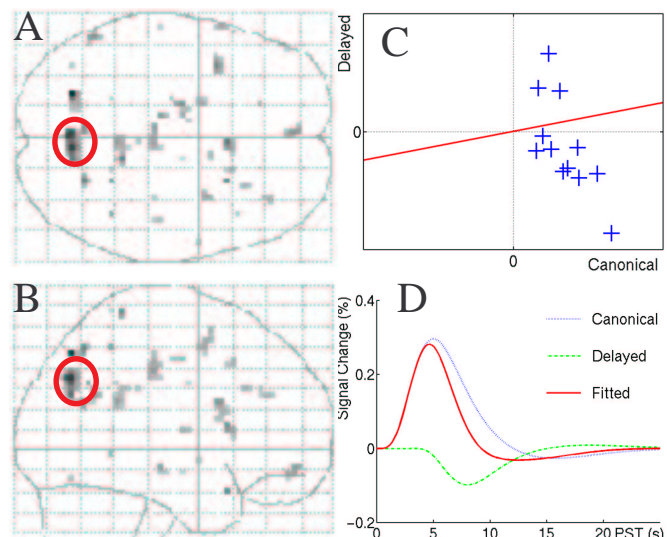 A
B
C
Delayed
0
0
Canonical
D
Signal Change (%)
0.4
0.2
0
−0.2
0
5
10
15
20
PST (s)
Canonical
Delayed
Fitted